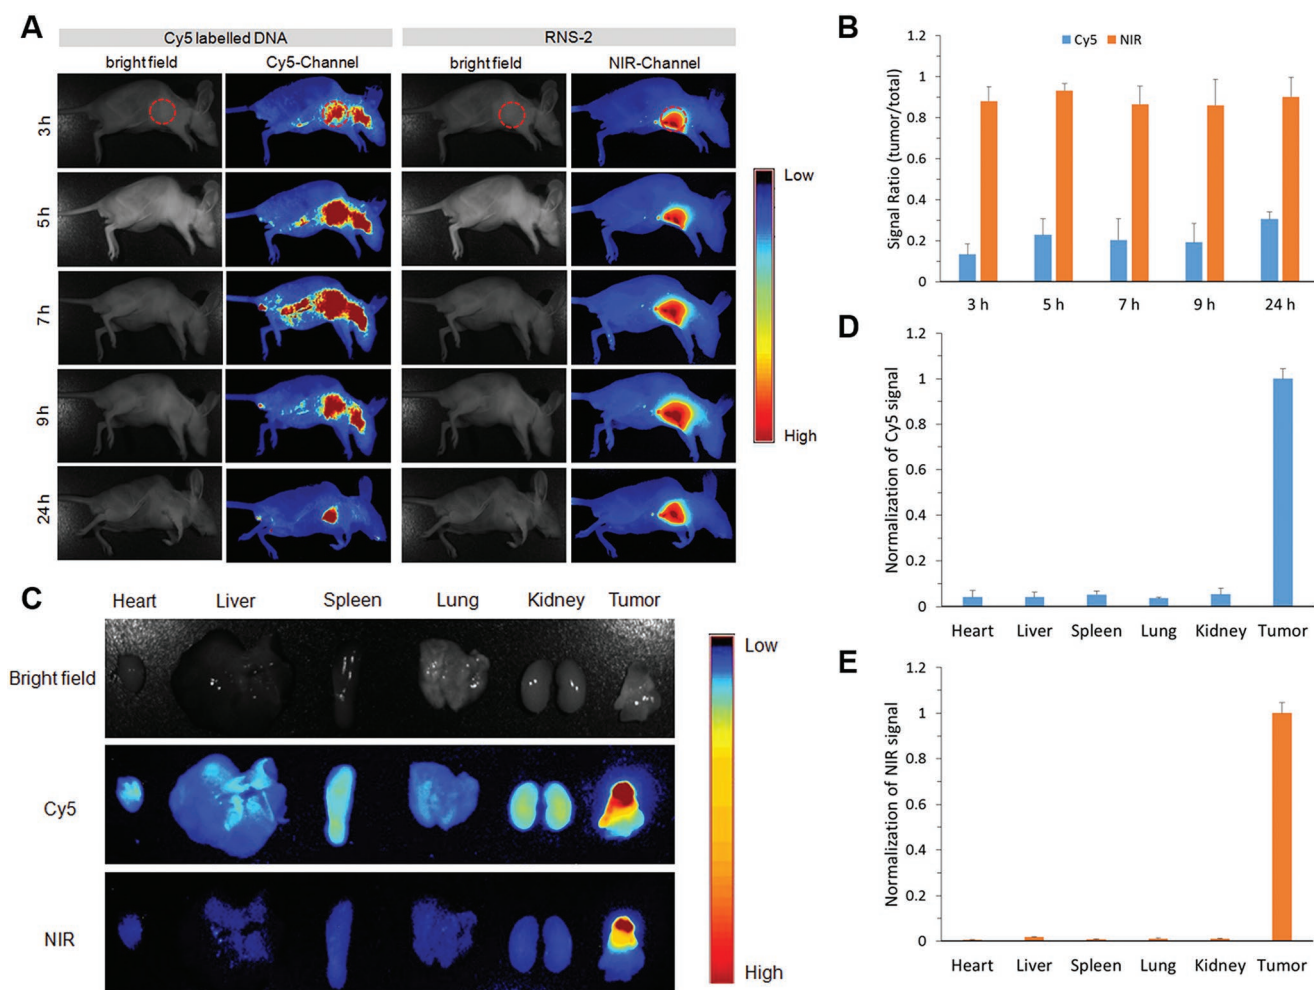 A
Cy5 labelled DNA
RNS-2
bright field
Cy5-Channel
bright field
NIR-Channel
3 h
5 h
7 h
9 h
24 h
Low
High
B
Cy5
NIR
Signal Ratio (tumor/total)
1.2
1
0.8
0.6
0.4
0.2
0
3 h
5 h
7 h
9 h
24 h
C
Heart
Liver
Spleen
Lung
Kidney
Tumor
Bright field
Cy5
NIR
Low
High
D
Normalization of Cy5 signal
1.2
1
0.8
0.6
0.4
0.2
0
Heart
Liver
Spleen
Lung
Kidney
Tumor
E
Normalization of NIR signal
1.2
1
0.8
0.6
0.4
0.2
0
Heart
Liver
Spleen
Lung
Kidney
Tumor